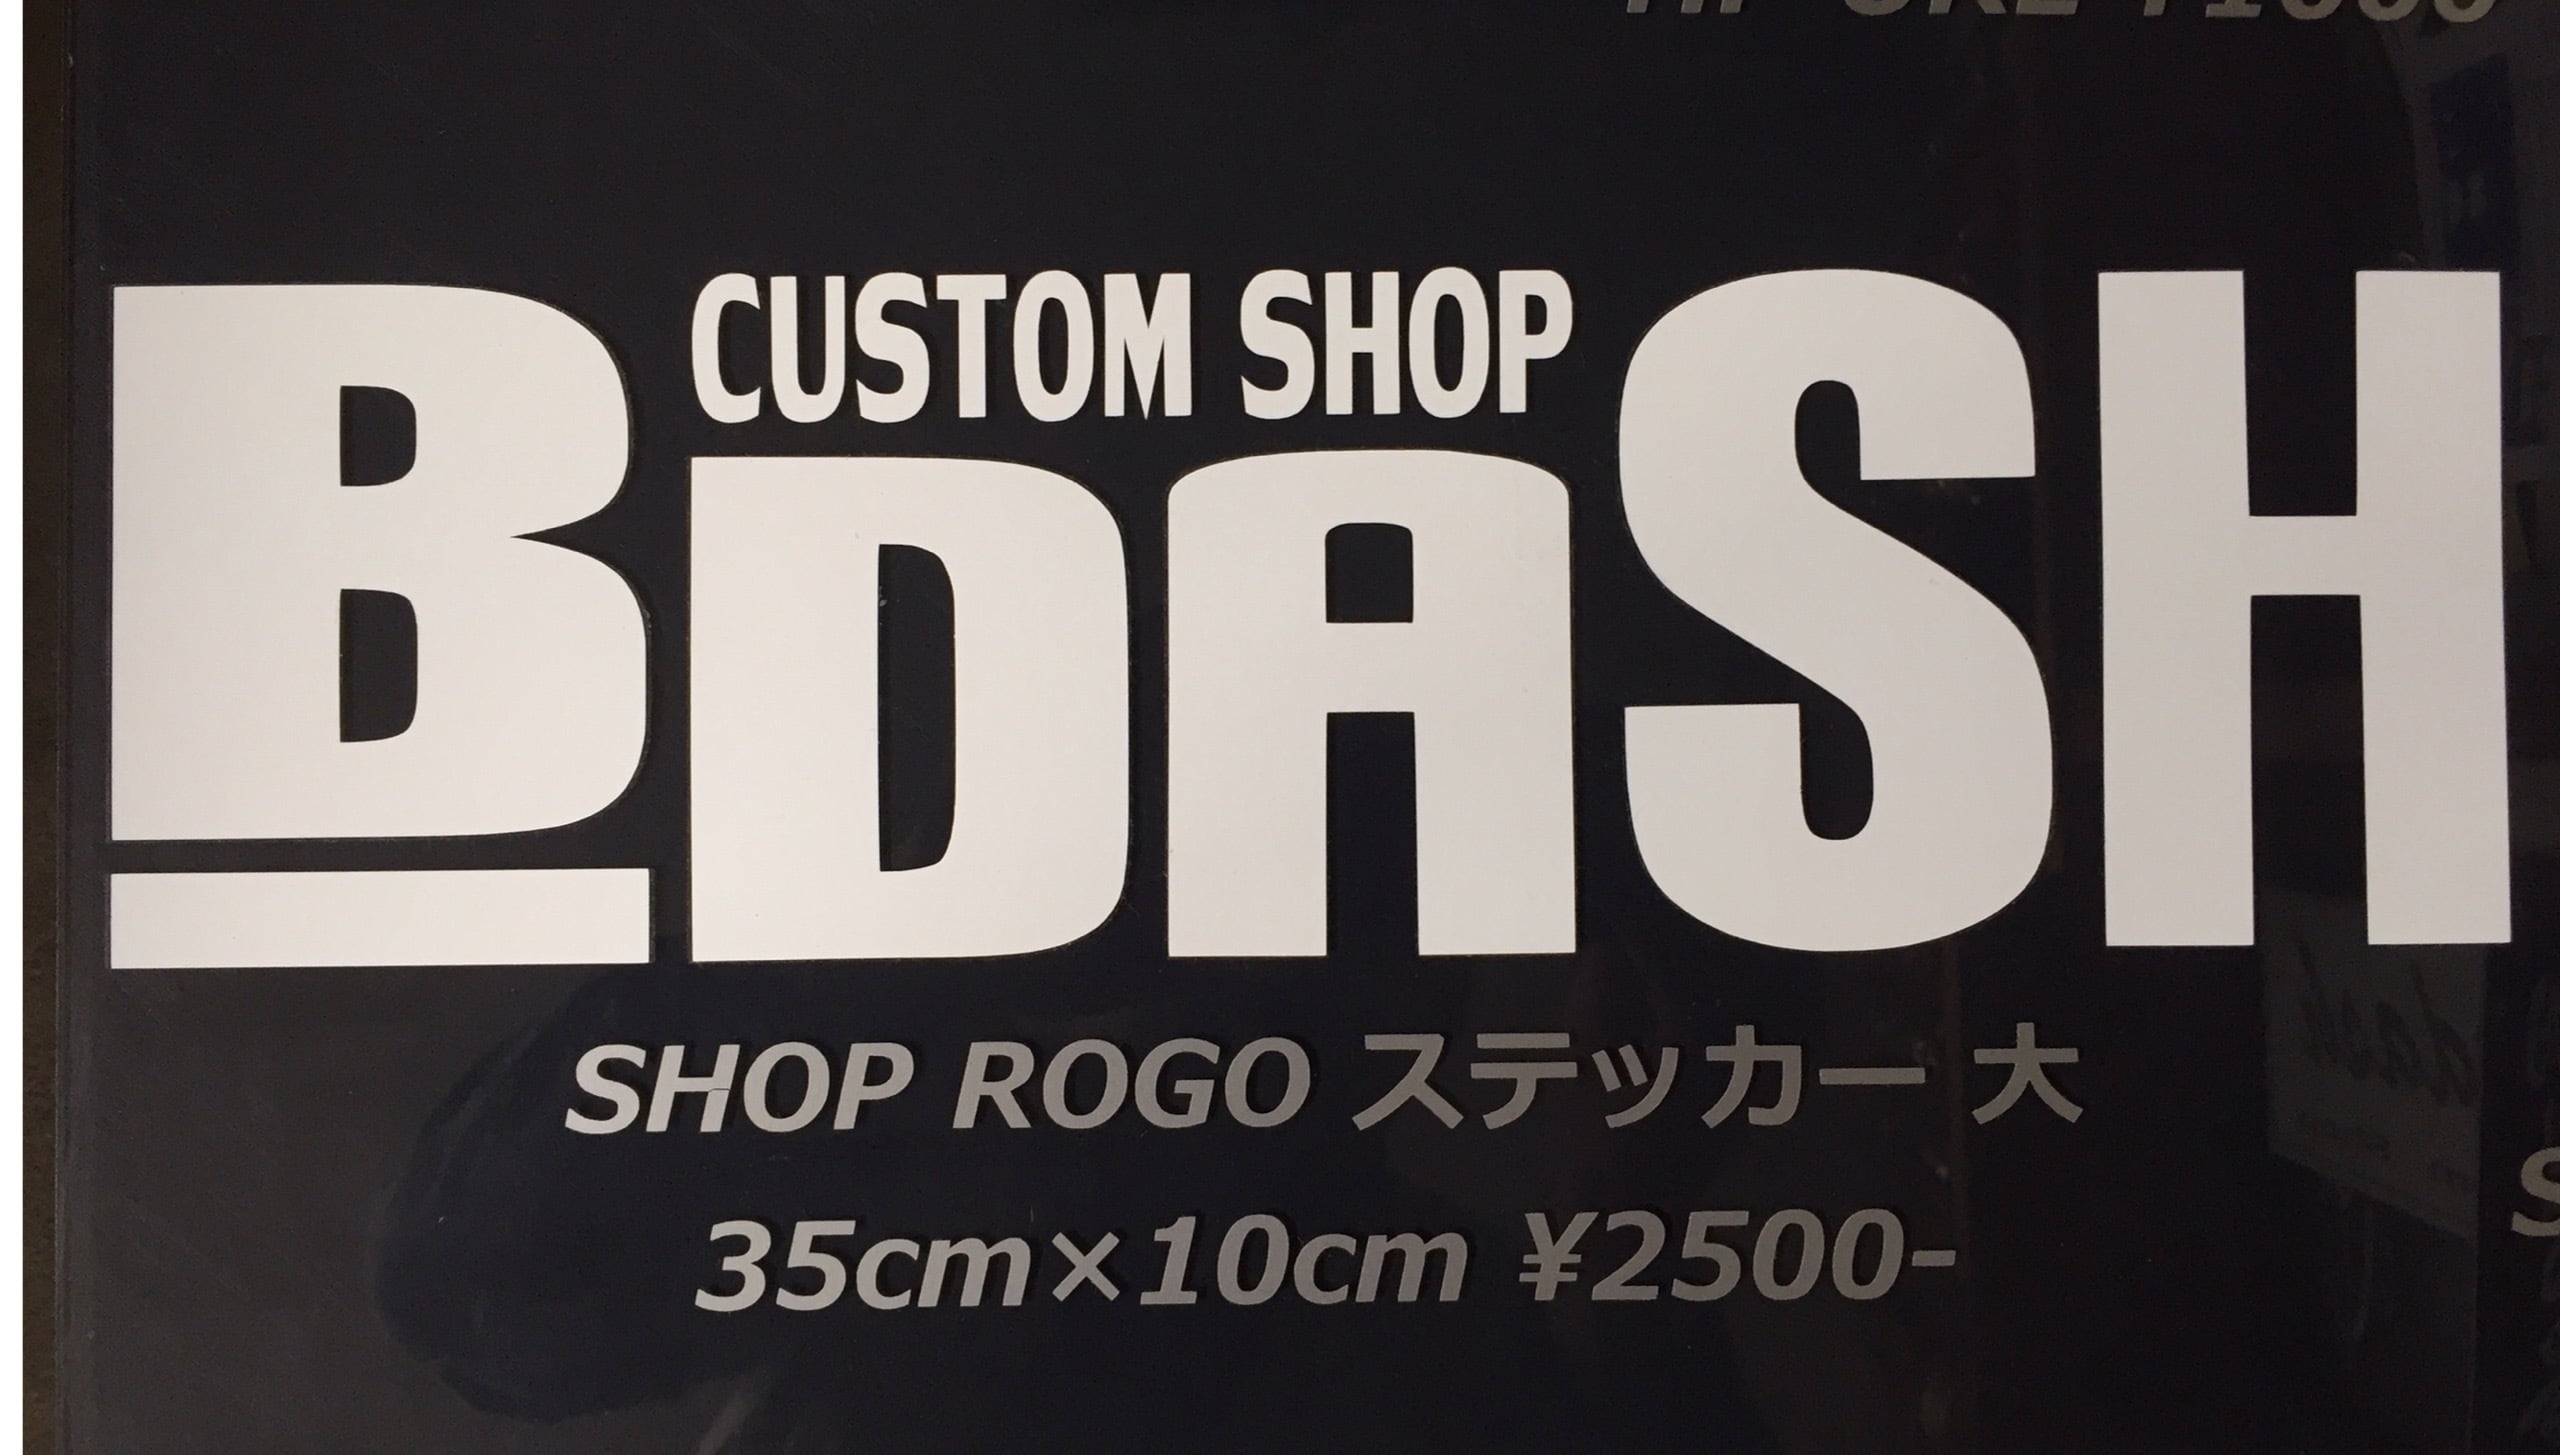 CUSTOM SHOP
BDASH
SHOP ROGO ステッカー 大
35cm×10cm ¥2500-